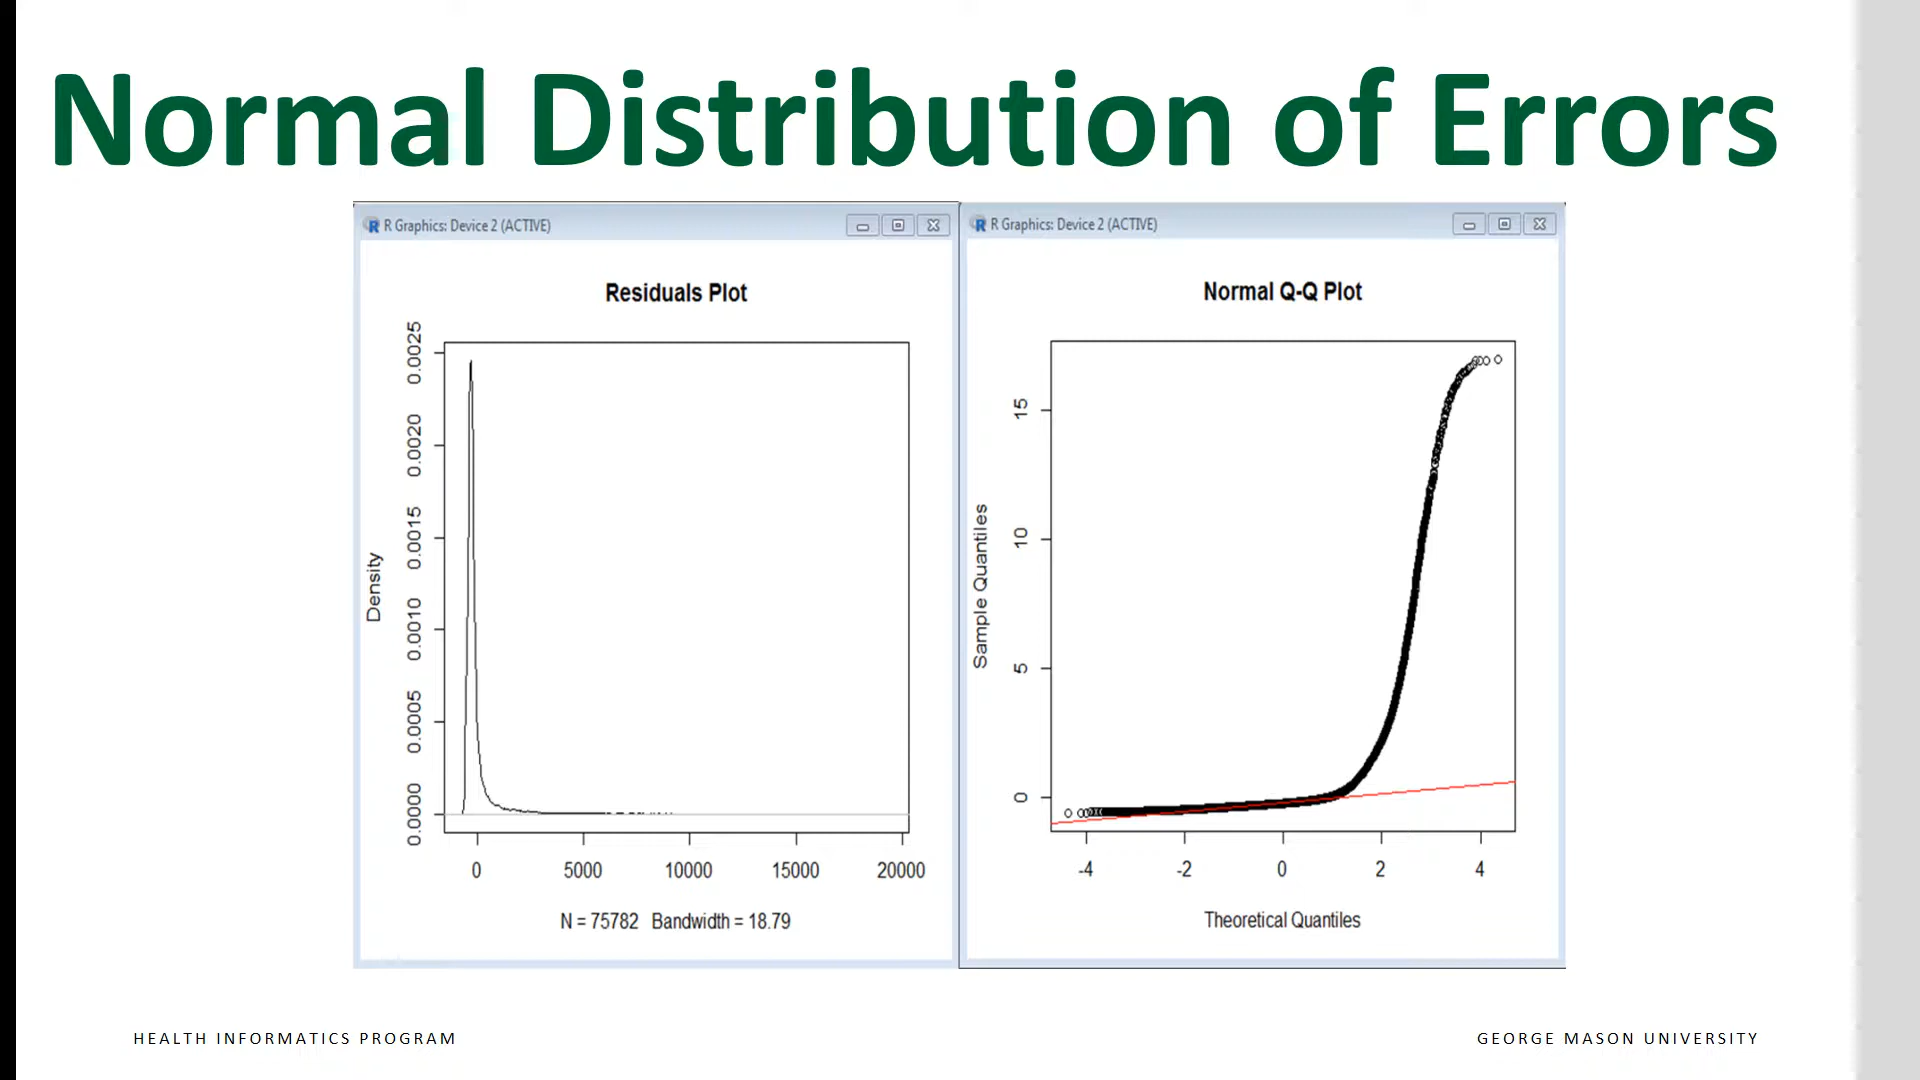 Normal Distribution of Errors
R Graphics: Device 2 (ACTIVE)
Residuals Plot
Density
0.0000 0.0005 0.0010 0.0015 0.0020 0.0025
0 5000 10000 15000 20000
N = 75782 Bandwidth = 18.79
R Graphics: Device 2 (ACTIVE)
Normal Q-Q Plot
Sample Quantiles
0 5 10 15
-4 -2 0 2 4
Theoretical Quantiles
HEALTH INFORMATICS PROGRAM
GEORGE MASON UNIVERSITY